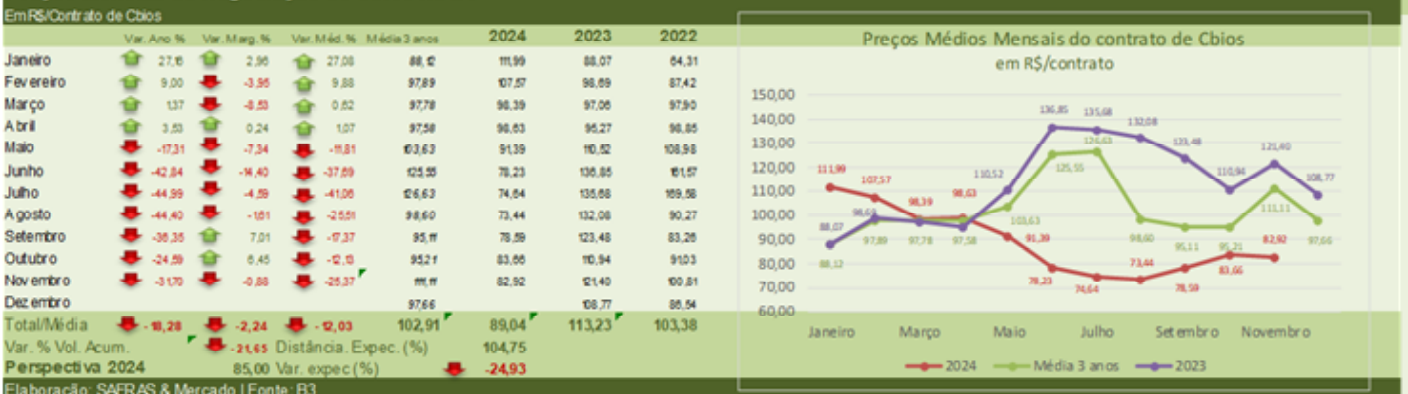 Em R$/Contrato de Cbios
Var. Ano % Var. Marg. % Var. Méd. % Média 3 anos 2024 2023 2022
Janeiro 27,16 2,96 27,08 88,12 111,99 88,07 64,31
Fevereiro 9,00 -3,95 9,88 97,89 107,57 98,69 87,42
Março 1,37 -8,53 0,62 97,78 98,39 97,06 97,90
Abril 3,53 0,24 1,07 97,58 98,63 95,27 98,85
Maio -17,31 -7,34 -11,81 103,63 91,39 110,52 108,98
Junho -42,84 -14,40 -37,69 125,55 78,23 136,85 161,57
Julho -44,99 -4,59 -41,06 126,63 74,64 135,68 169,58
Agosto -44,40 -1,61 -25,51 98,60 73,44 132,08 90,27
Setembro -36,35 7,01 -17,37 95,11 78,59 123,48 83,26
Outubro -24,59 6,45 -12,13 95,21 83,66 110,94 91,03
Novembro -31,70 -0,88 -25,37 111,11 82,92 121,40 100,81
Dezembro 97,66 108,77 86,54
Total/Média -18,28 -2,24 -12,03 102,91 89,04 113,23 103,38
Var. % Vol. Acum. -21,65 Distância. Expec. (%) 104,75
Perspectiva 2024 85,00 Var. expec (%) -24,93
Elaboração: SAFRAS & Mercado | Fonte: B3
Preços Médios Mensais do contrato de Cbios
em R$/contrato
150,00
140,00
130,00
120,00
110,00
100,00
90,00
80,00
70,00
60,00
136,85 135,68 132,08 123,48 121,40
126,63
125,55
111,99 107,57 110,52 110,94 108,77
98,69 98,39 98,63 103,63 111,11
88,07 97,89 97,78 97,58 91,39 98,60 95,11 95,21 82,92 97,66
88,12 78,23 74,64 73,44 78,59 83,66
Janeiro Março Maio Julho Setembro Novembro
2024 Média 3 anos 2023